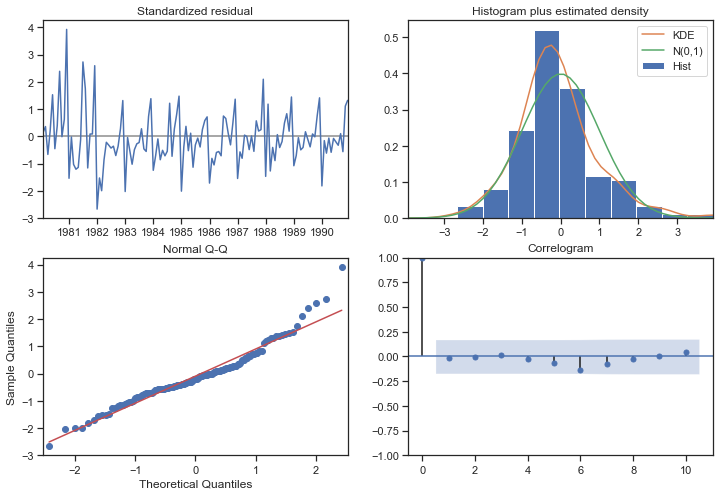 Standardized residual
4
3
2
1
0
−1
−2
−3
1981 1982 1983 1984 1985 1986 1987 1988 1989 1990
Histogram plus estimated density
KDE
N(0,1)
Hist
0.5
0.4
0.3
0.2
0.1
0.0
−3 −2 −1 0 1 2 3
Normal Q-Q
Sample Quantiles
4
3
2
1
0
−1
−2
−3
−2 −1 0 1 2
Theoretical Quantiles
Correlogram
1.00
0.75
0.50
0.25
0.00
−0.25
−0.50
−0.75
−1.00
0 2 4 6 8 10